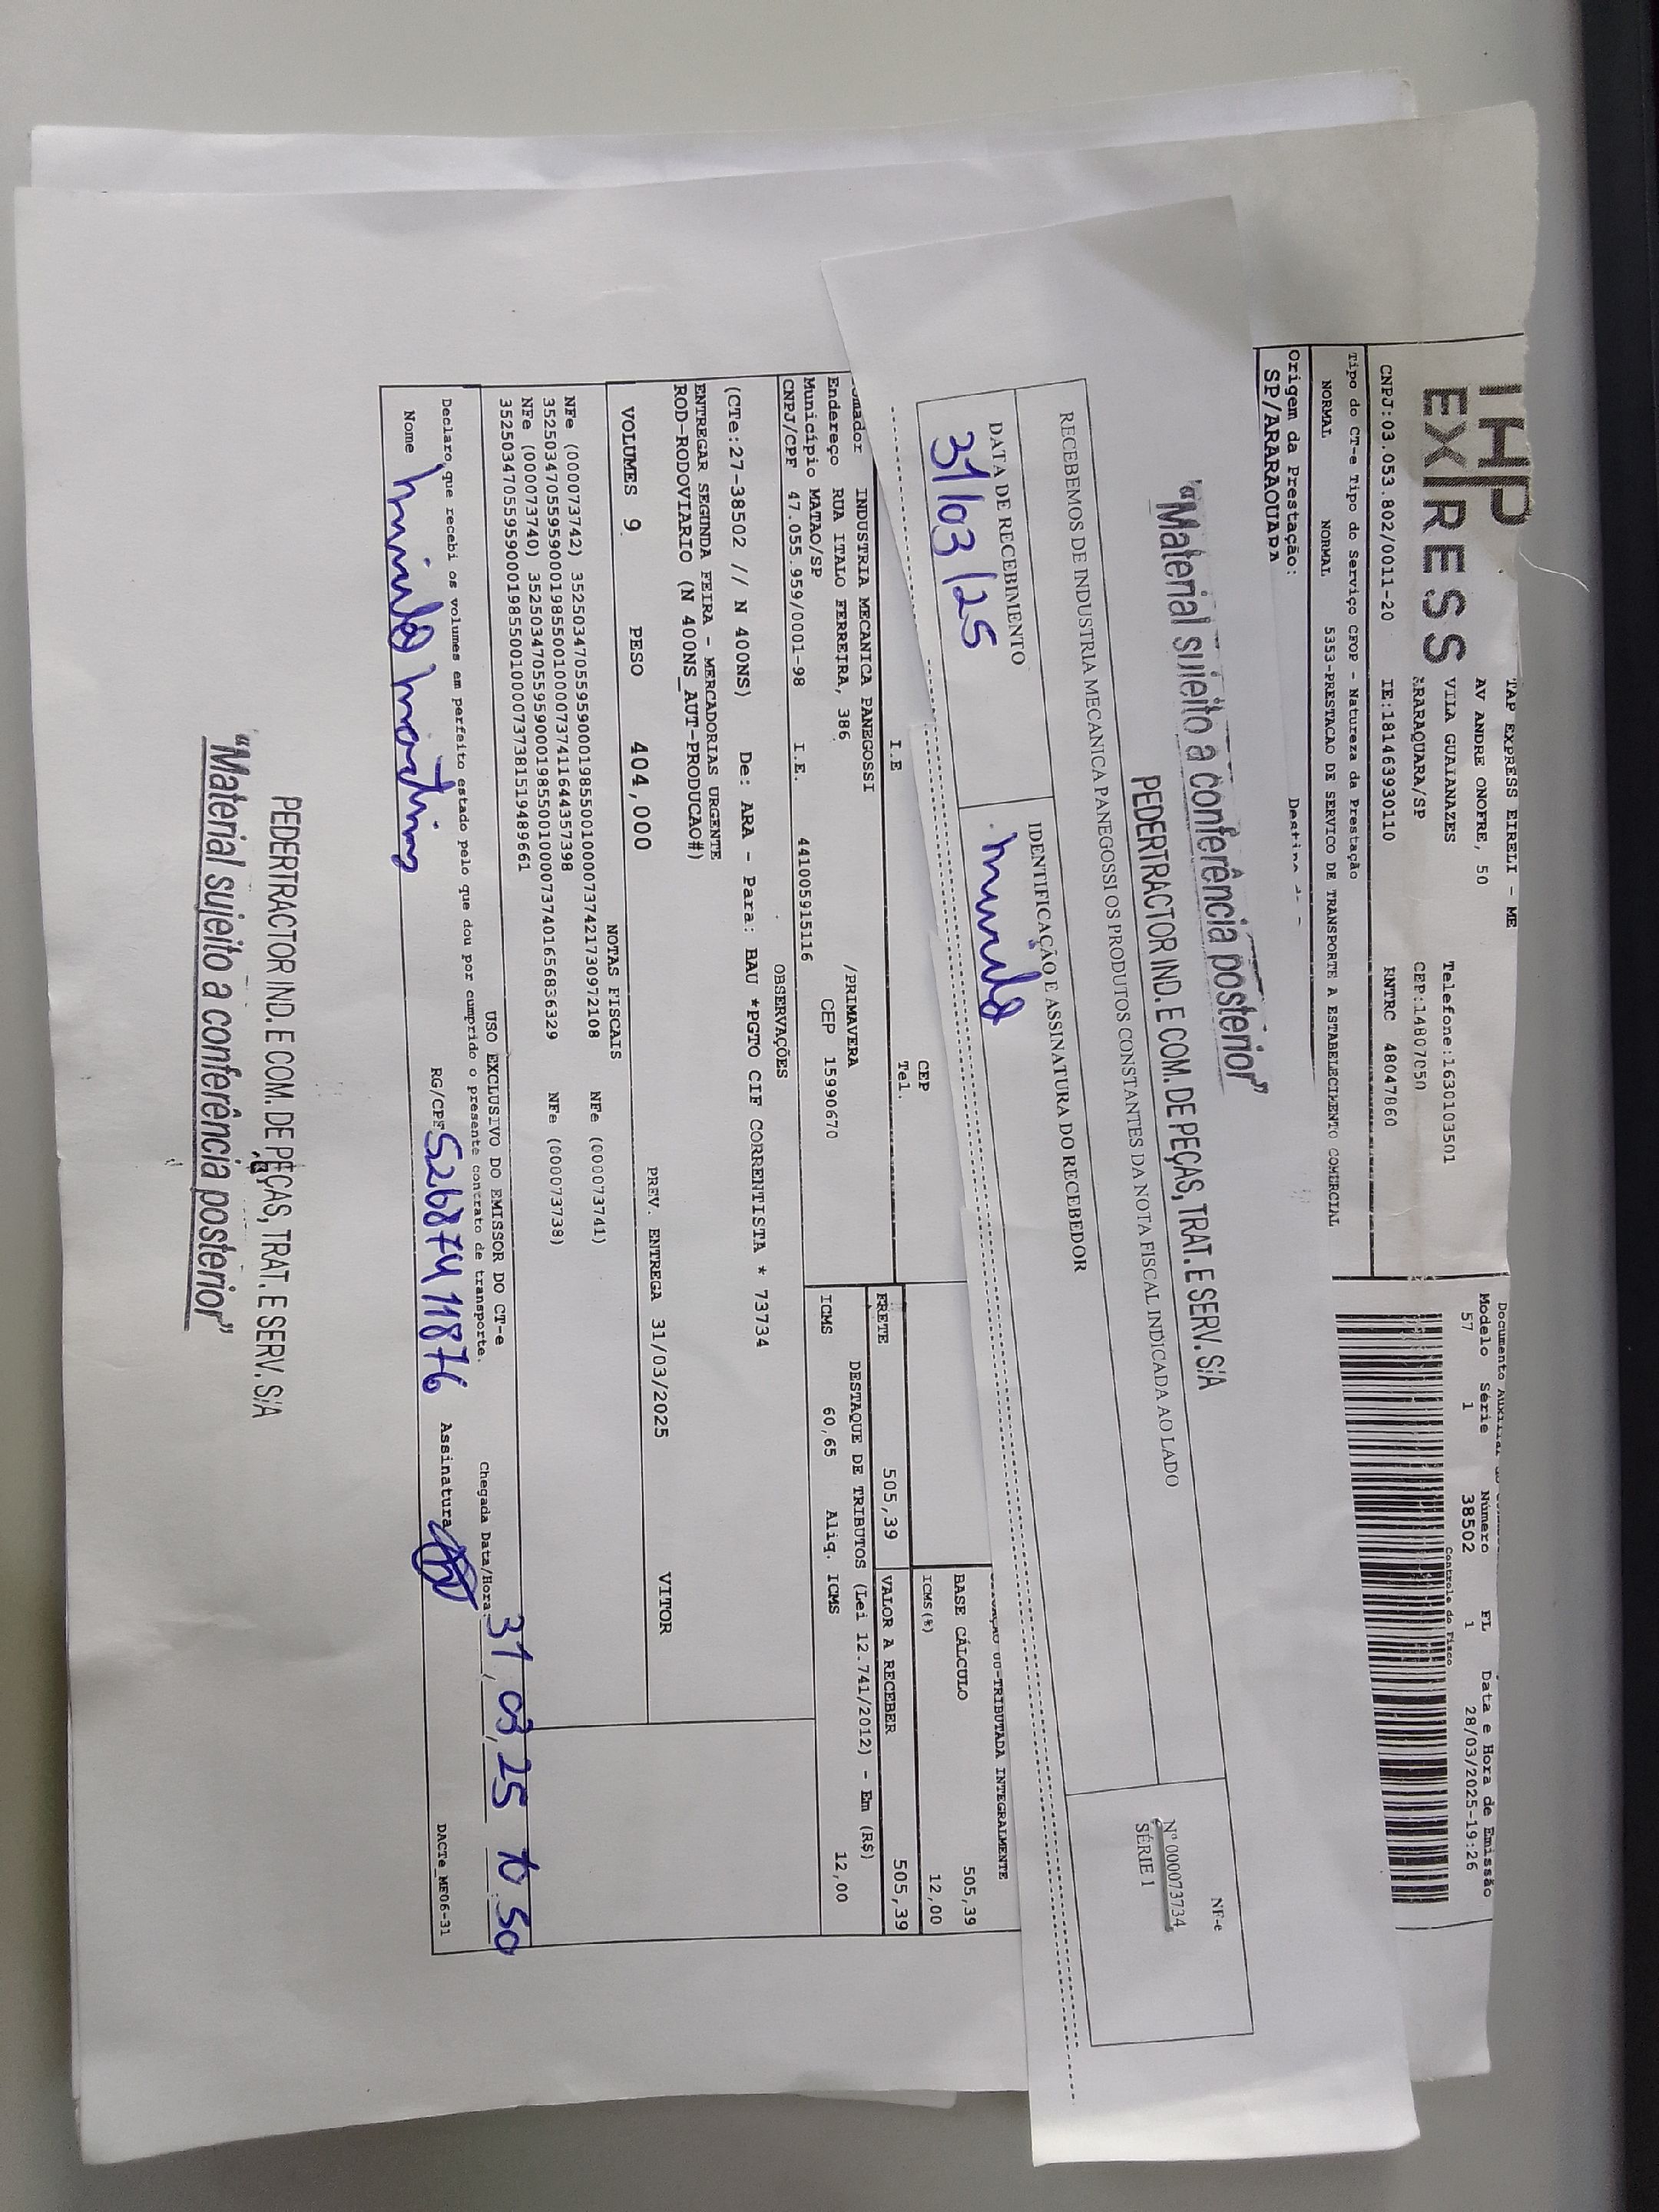 IHP
EXPRESS
TAP EXPRESS EIRELI - ME
AV ANDRE ONOFRE, 50
VILA GUAIANAZES Telefone:1630103501
ARARAQUARA/SP CEP:14807050
CNPJ:03.053.802/0011-20 IE:181463930110 RNTRC 48047860
Modelo Série Número FL Data e Hora de Emissão
57 1 38502 1 28/03/2025-19:26
Controle do Fisco
Tipo do CT-e Tipo do Serviço CFOP - Natureza da Prestação
NORMAL NORMAL 5353-PRESTACAO DE SERVICO DE TRANSPORTE A ESTABELECIMENTO COMERCIAL
Origem da Prestação:
SP/ARARAQUARA
"Material sujeito a conferência posterior"
PEDERTRACTOR IND. E COM. DE PEÇAS, TRAT. E SERV. S/A
RECEBEMOS DE INDUSTRIA MECANICA PANEGOSSI OS PRODUTOS CONSTANTES DA NOTA FISCAL INDICADA AO LADO
NF-e
Nº 000073734
SÉRIE 1
DATA DE RECEBIMENTO IDENTIFICAÇÃO E ASSINATURA DO RECEBEDOR
31/03/25
TRIBUTADA INTEGRALMENTE
BASE CÁLCULO 505,39
ICMS(%) 12,00
CEP
I.E Tel.
FRETE 505,39 VALOR A RECEBER 505,39
INDUSTRIA MECANICA PANEGOSSI
Endereço RUA ITALO FERREIRA, 386 /PRIMAVERA
Município MATAO/SP CEP 15990670
CNPJ/CPF 47.055.959/0001-98 I.E. 441005915116
DESTAQUE DE TRIBUTOS (Lei 12.741/2012) - Em (R$)
ICMS 60,65 Aliq. ICMS 12,00
OBSERVAÇÕES
(CTe:27-38502 // N 400NS) De: ARA - Para: BAU *PGTO CIF CORRENTISTA * 73734
ENTREGAR SEGUNDA FEIRA - MERCADORIAS URGENTE
ROD-RODOVIARIO (N 400NS_AUT-PRODUCAO#)
VOLUMES 9 PESO 404,000 PREV. ENTREGA 31/03/2025 VITOR
NOTAS FISCAIS
NFe (000073742) 35250347055959000198550010000737421730972108 NFe (000073741)
35250347055959000198550010000737411644357398
NFe (000073740) 35250347055959000198550010000737401656836329 NFe (000073738)
35250347055959000198550010000737381519489661
USO EXCLUSIVO DO EMISSOR DO CT-e
Declaro que recebi os volumes em perfeito estado pelo que dou por cumprido o presente contrato de transporte.
Chegada Data/Hora: 31/03/25 10:50
Nome RG/CPF 52687411876 Assinatura
DACTe_MF06-31
PEDERTRACTOR IND. E COM. DE PEÇAS, TRAT. E SERV. S/A
"Material sujeito a conferência posterior"